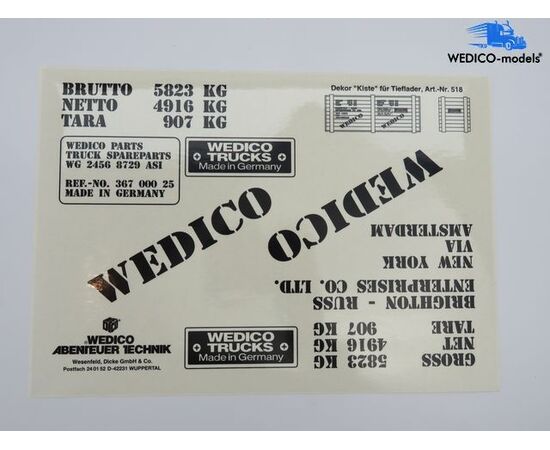 WEDICO-models®
BRUTTO 5823 KG
NETTO 4916 KG
TARA 907 KG
Dekor "Kiste" für Tieflader, Art.-Nr. 518
WEDICO PARTS
TRUCK SPAREPARTS
WG 2456 8729 ASI
REF.-NO. 367 000 25
MADE IN GERMANY
WEDICO
TRUCKS
Made in Germany
WEDICO
WEDICO
WEDICO
WEDICO
GROSS 5823 KG
NET 4916 KG
TARE 907 KG
BRIGHTON - RUSS
ENTERPRISES CO. LTD.
NEW YORK
VIA
AMSTERDAM
WEDICO
ABENTEUER TECHNIK
Wesenfeld, Dicke GmbH & Co.
Postfach 24 01 52 D-42231 WUPPERTAL
WEDICO
TRUCKS
Made in Germany